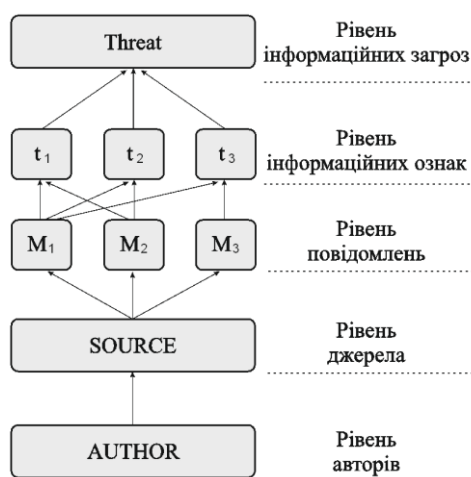 Threat
Рівень
інформаційних загроз
t₁
t₂
t₃
Рівень
інформаційних ознак
M₁
M₂
M₃
Рівень
повідомлень
SOURCE
Рівень
джерела
AUTHOR
Рівень
авторів